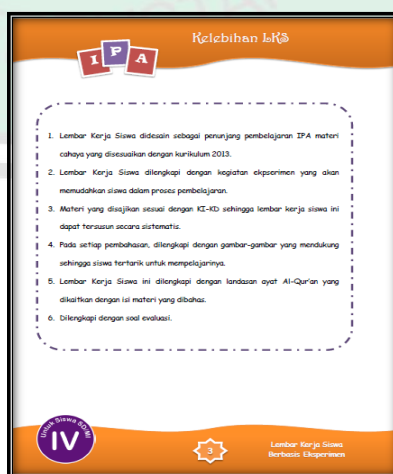 Kelebihan LKS
I P A
1. Lembar Kerja Siswa didesain sebagai penunjang pembelajaran IPA materi
cahaya yang disesuaikan dengan kurikulum 2013.
2. Lembar Kerja Siswa dilengkapi dengan kegiatan ekpserimen yang akan
memudahkan siswa dalam proses pembelajaran.
3. Materi yang disajikan sesuai dengan KI-KD sehingga lembar kerja siswa ini
dapat tersusun secara sistematis.
4. Pada setiap pembahasan, dilengkapi dengan gambar-gambar yang mendukung
sehingga siswa tertarik untuk mempelajarinya.
5. Lembar Kerja Siswa ini dilengkapi dengan landasan ayat Al-Qur'an yang
dikaitkan dengan isi materi yang dibahas.
6. Dilengkapi dengan soal evaluasi.
Untuk Siswa SD/MI
IV
3
Lembar Kerja Siswa
Berbasis Eksperimen